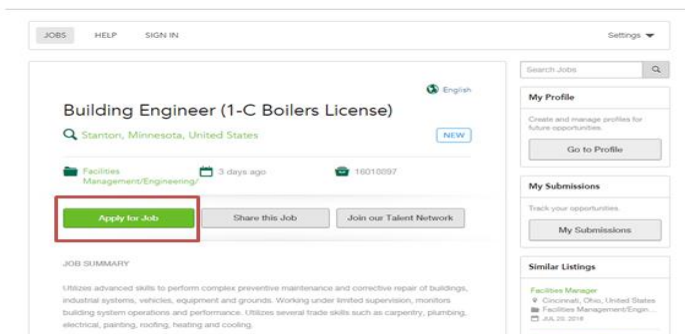 JOBS HELP SIGN IN Settings
English
Building Engineer (1-C Boilers License)
Stanton, Minnesota, United States NEW
Facilities Management/Engineering/
3 days ago
16018097
Apply for Job Share this Job Join our Talent Network
JOB SUMMARY
Utilizes advanced skills to perform complex preventive maintenance and corrective repair of buildings,
industrial systems, vehicles, equipment and grounds. Working under limited supervision, monitors
building system operations and performance. Utilizes several trade skills such as carpentry, plumbing,
electrical, painting, roofing, heating and cooling.
Search Jobs
My Profile
Create and manage profiles for
future opportunities.
Go to Profile
My Submissions
Track your opportunities.
My Submissions
Similar Listings
Facilities Manager
Cincinnati, Ohio, United States
Facilities Management/Engin...
JUL 20, 2016